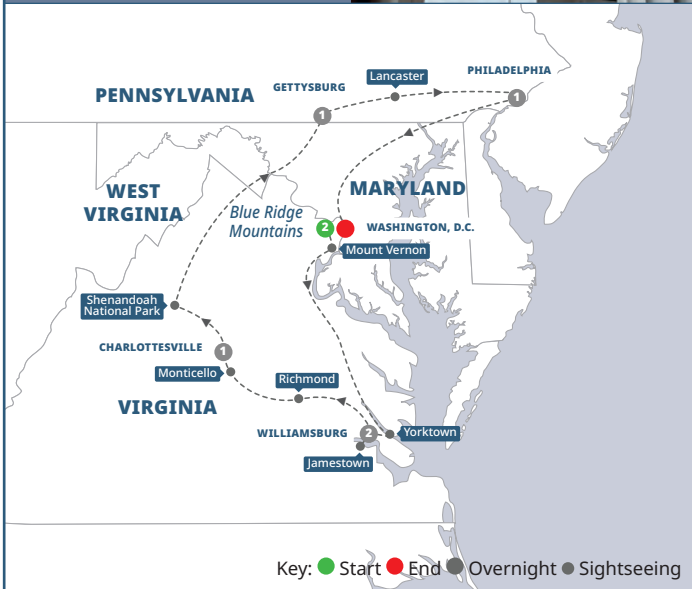 PHILADELPHIA
Lancaster
GETTYSBURG
PENNSYLVANIA
1
1
WEST
VIRGINIA
MARYLAND
Blue Ridge
Mountains
2
WASHINGTON, D.C.
Mount Vernon
Shenandoah
National Park
CHARLOTTESVILLE
1
Monticello
Richmond
VIRGINIA
WILLIAMSBURG
2
Yorktown
Jamestown
Key: Start End Overnight Sightseeing